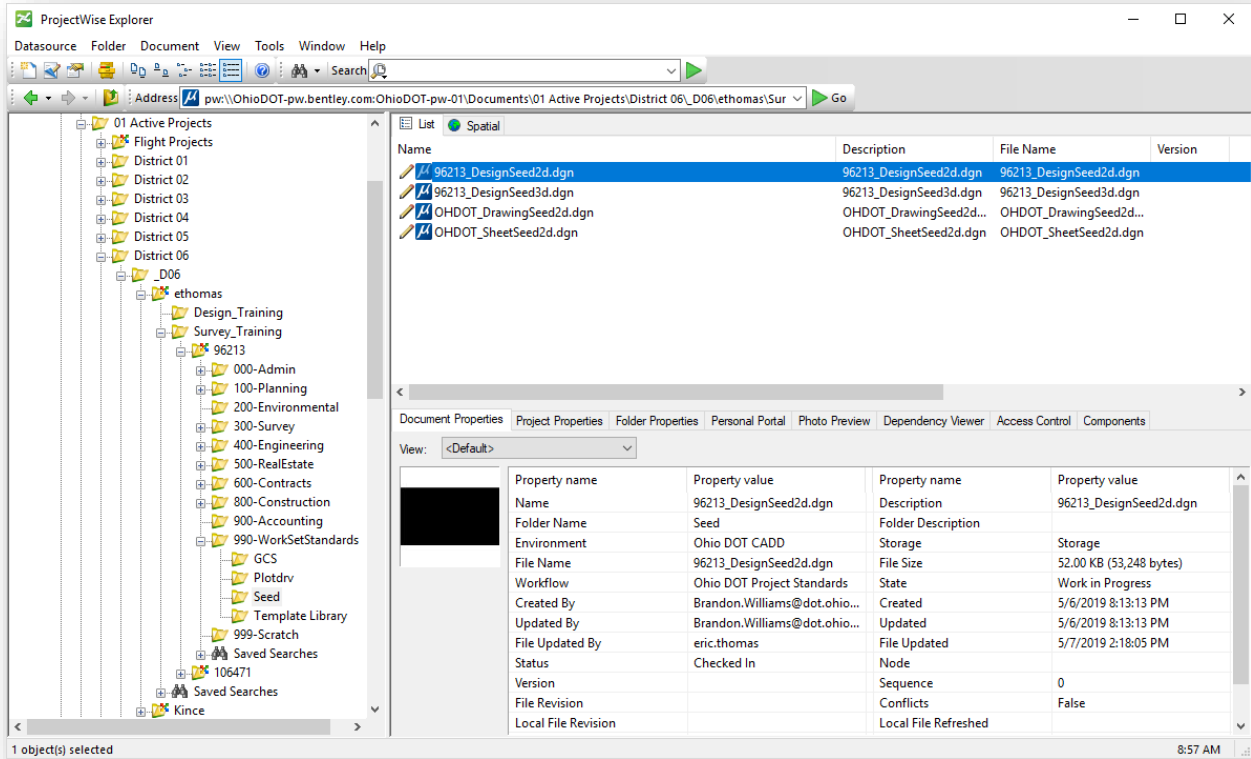 ProjectWise Explorer
Datasource Folder Document View Tools Window Help
Search
Address pw:\\OhioDOT-pw.bentley.com:OhioDOT-pw-01\Documents\01 Active Projects\District 06\_D06\ethomas\Sur Go
01 Active Projects
Flight Projects
District 01
District 02
District 03
District 04
District 05
District 06
_D06
ethomas
Design_Training
Survey_Training
96213
000-Admin
100-Planning
200-Environmental
300-Survey
400-Engineering
500-RealEstate
600-Contracts
800-Construction
900-Accounting
990-WorkSetStandards
GCS
Plotdrv
Seed
Template Library
999-Scratch
Saved Searches
106471
Saved Searches
Kince
List Spatial
Name Description File Name Version
96213_DesignSeed2d.dgn 96213_DesignSeed2d.dgn 96213_DesignSeed2d.dgn
96213_DesignSeed3d.dgn 96213_DesignSeed3d.dgn 96213_DesignSeed3d.dgn
OHDOT_DrawingSeed2d.dgn OHDOT_DrawingSeed2d... OHDOT_DrawingSeed2d...
OHDOT_SheetSeed2d.dgn OHDOT_SheetSeed2d.dgn OHDOT_SheetSeed2d.dgn
Document Properties Project Properties Folder Properties Personal Portal Photo Preview Dependency Viewer Access Control Components
View: <Default>
Property name Property value Property name Property value
Name 96213_DesignSeed2d.dgn Description 96213_DesignSeed2d.dgn
Folder Name Seed Folder Description
Environment Ohio DOT CADD Storage Storage
File Name 96213_DesignSeed2d.dgn File Size 52.00 KB (53,248 bytes)
Workflow Ohio DOT Project Standards State Work in Progress
Created By Brandon.Williams@dot.ohio... Created 5/6/2019 8:13:13 PM
Updated By Brandon.Williams@dot.ohio... Updated 5/6/2019 8:13:13 PM
File Updated By eric.thomas File Updated 5/7/2019 2:18:05 PM
Status Checked In Node
Version Sequence 0
File Revision Conflicts False
Local File Revision Local File Refreshed
1 object(s) selected 8:57 AM